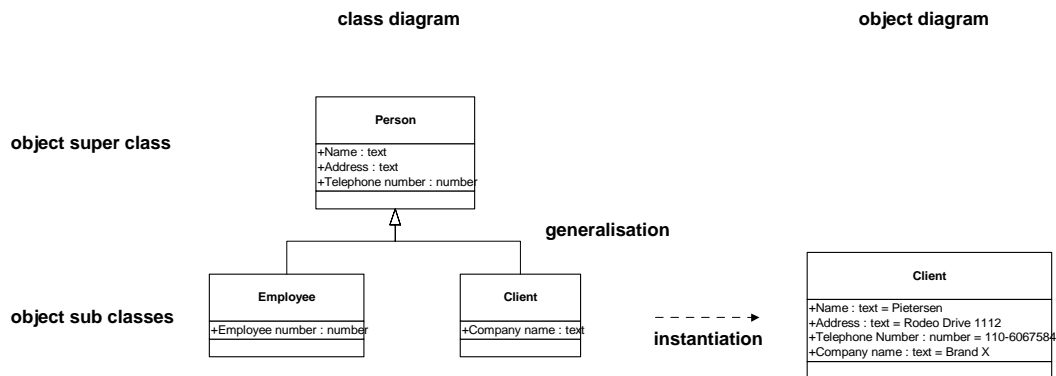 class diagram
object diagram
Person
object super class
+Name : text
+Address : text
+Telephone number : number
generalisation
Employee
Client
Client
object sub classes
+Employee number : number
+Company name : text
instantiation
+Name : text = Pietersen
+Address : text = Rodeo Drive 1112
+Telephone Number : number = 110-6067584
+Company name : text = Brand X